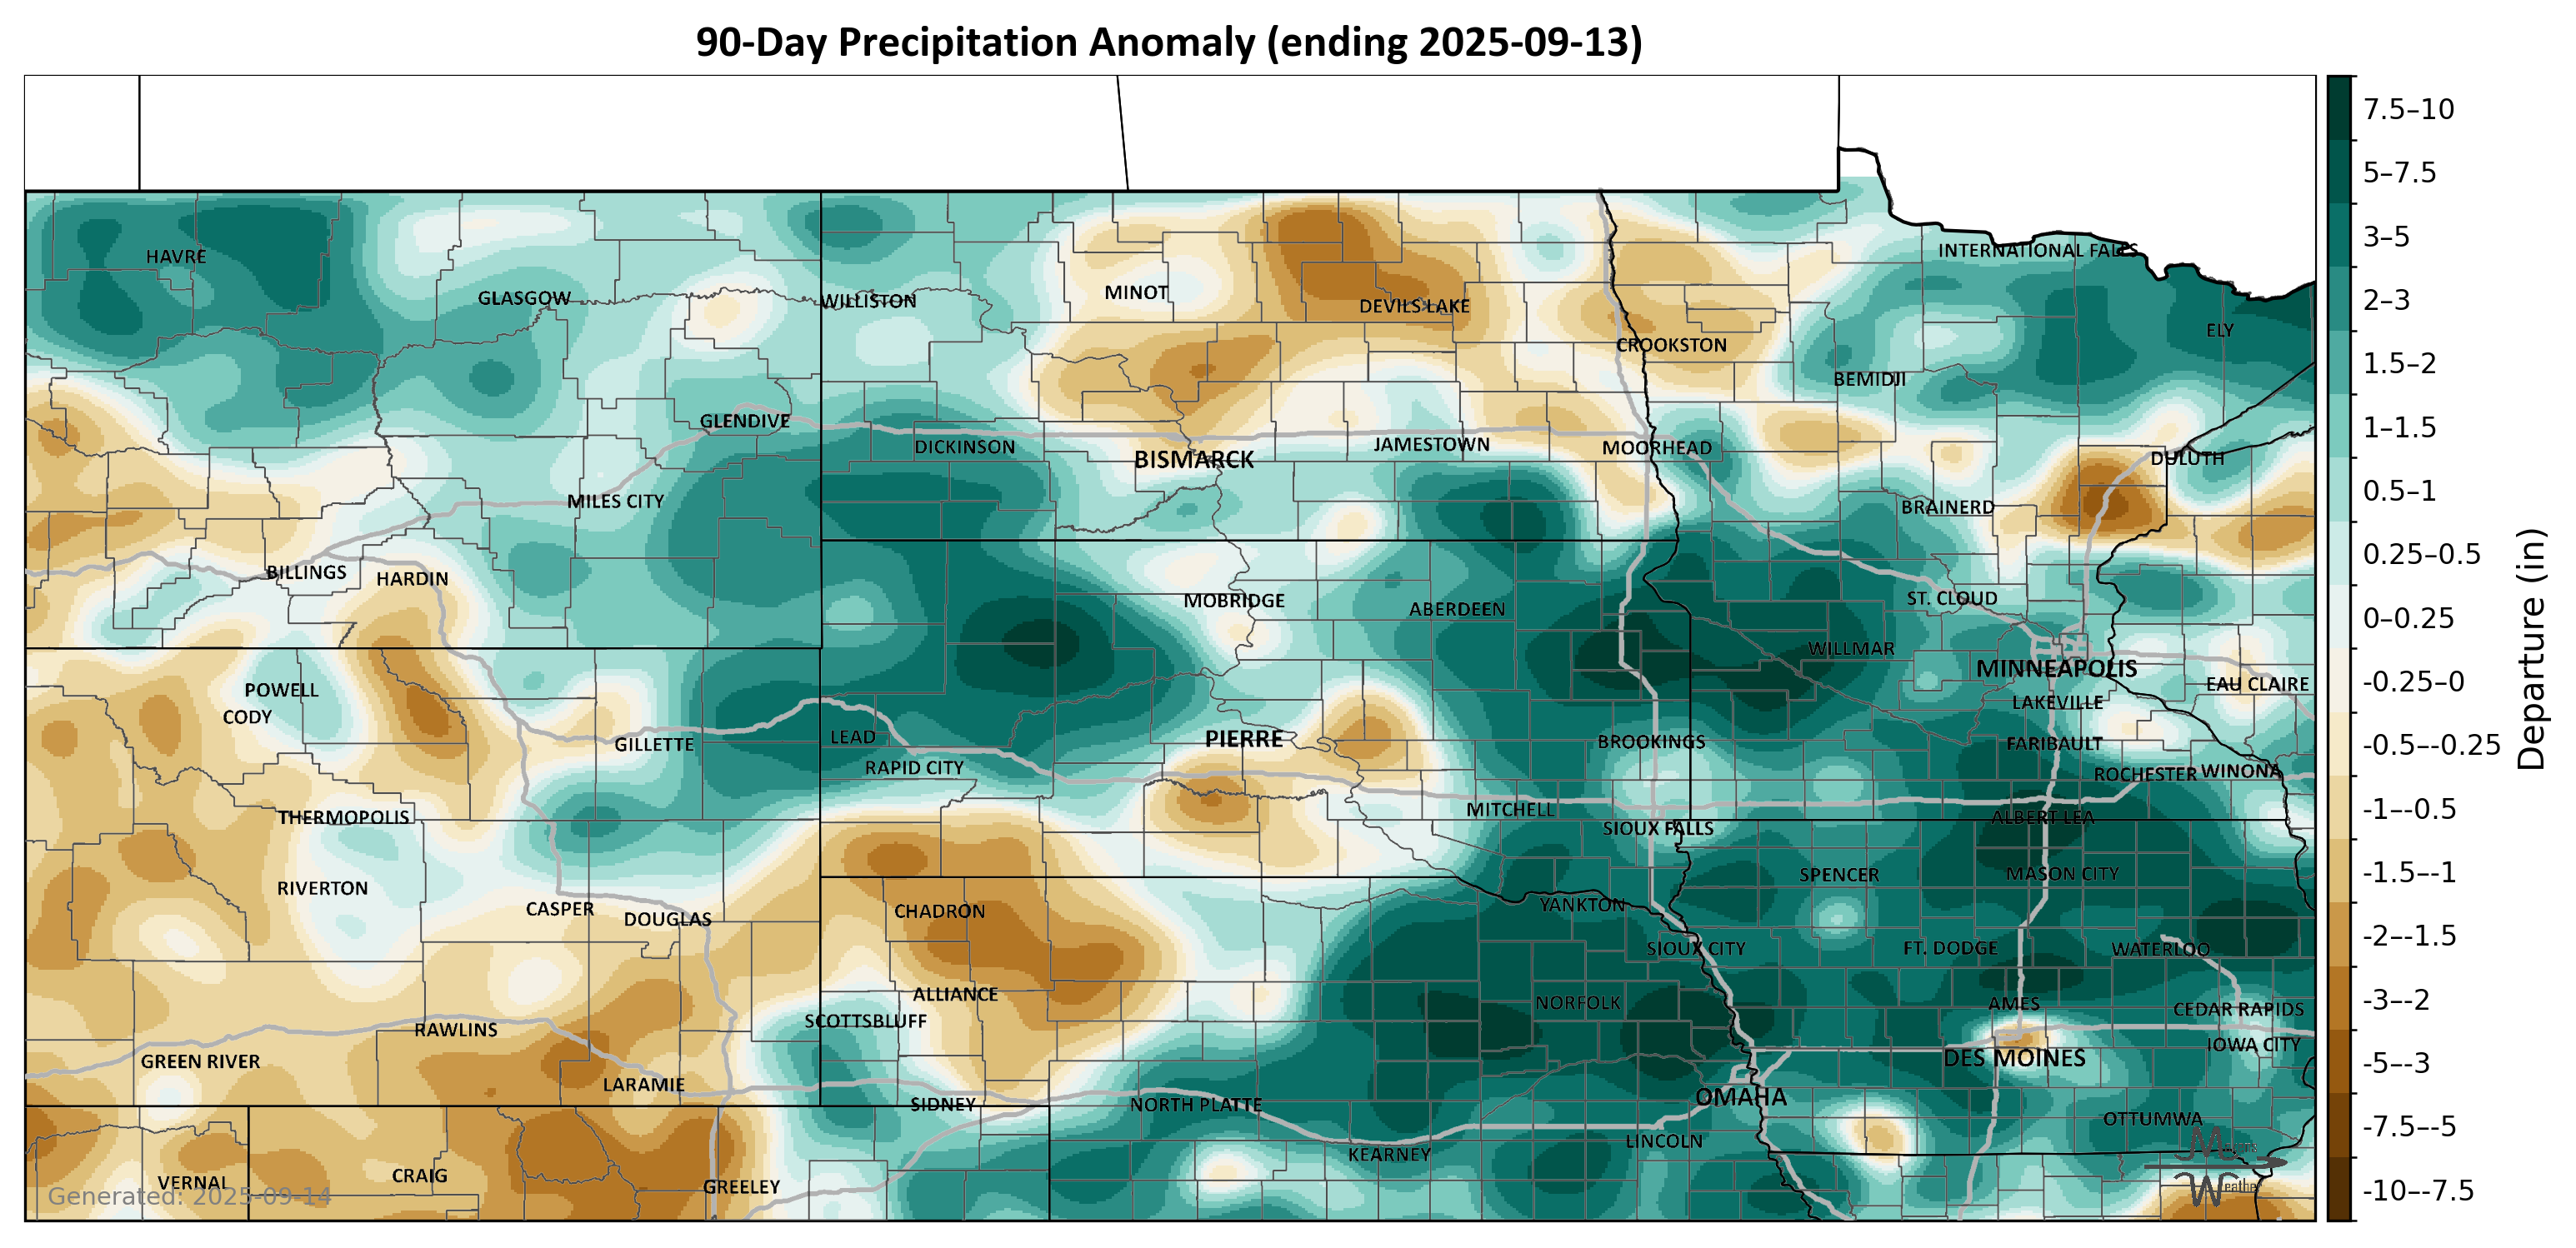 90-Day Precipitation Anomaly (ending 2025-09-13)
HAVRE
GLASGOW
WILLISTON
MINOT
DEVILS LAKE
INTERNATIONAL FALLS
ELY
CROOKSTON
BEMIDJI
GLENDIVE
DICKINSON
BISMARCK
JAMESTOWN
MOORHEAD
DULUTH
MILES CITY
BRAINERD
BILLINGS
HARDIN
MOBRIDGE
ABERDEEN
ST. CLOUD
WILLMAR
MINNEAPOLIS
POWELL
CODY
EAU CLAIRE
LAKEVILLE
GILLETTE
LEAD
PIERRE
BROOKINGS
FARIBAULT
RAPID CITY
ROCHESTER
WINONA
THERMOPOLIS
MITCHELL
SIOUX FALLS
ALBERT LEA
RIVERTON
SPENCER
MASON CITY
CASPER
DOUGLAS
CHADRON
YANKTON
SIOUX CITY
FT. DODGE
WATERLOO
ALLIANCE
NORFOLK
AMES
CEDAR RAPIDS
SCOTTSBLUFF
RAWLINS
GREEN RIVER
IOWA CITY
DES MOINES
LARAMIE
SIDNEY
NORTH PLATTE
OMAHA
OTTUMWA
LINCOLN
KEARNEY
VERNAL
CRAIG
GREELEY
Generated: 2025-09-14
7.5–10
5–7.5
3–5
2–3
1.5–2
1–1.5
0.5–1
0.25–0.5
0–0.25
-0.25–0
-0.5–-0.25
-1–-0.5
-1.5–-1
-2–-1.5
-3–-2
-5–-3
-7.5–-5
-10–-7.5
Departure (in)